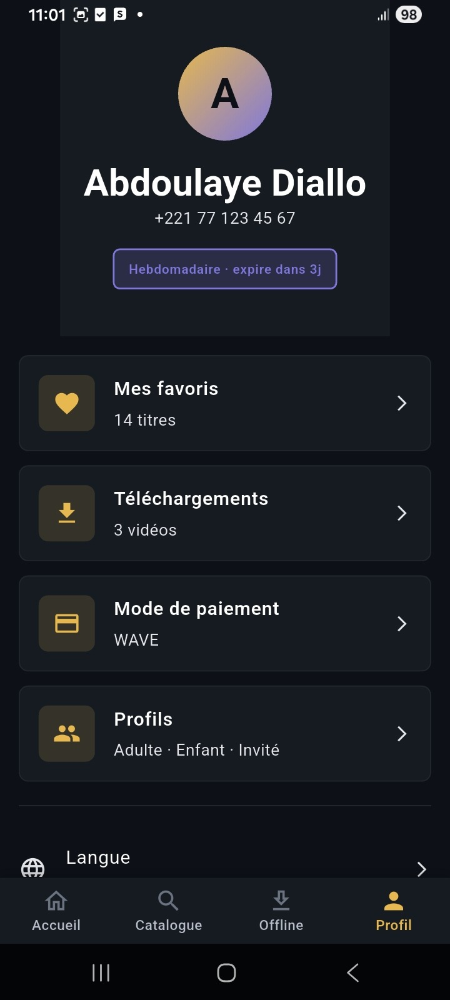 11:01
S
98
A
Abdoulaye Diallo
+221 77 123 45 67
Hebdomadaire · expire dans 3j
Mes favoris
14 titres
Téléchargements
3 vidéos
Mode de paiement
WAVE
Profils
Adulte · Enfant · Invité
Langue
Accueil
Catalogue
Offline
Profil